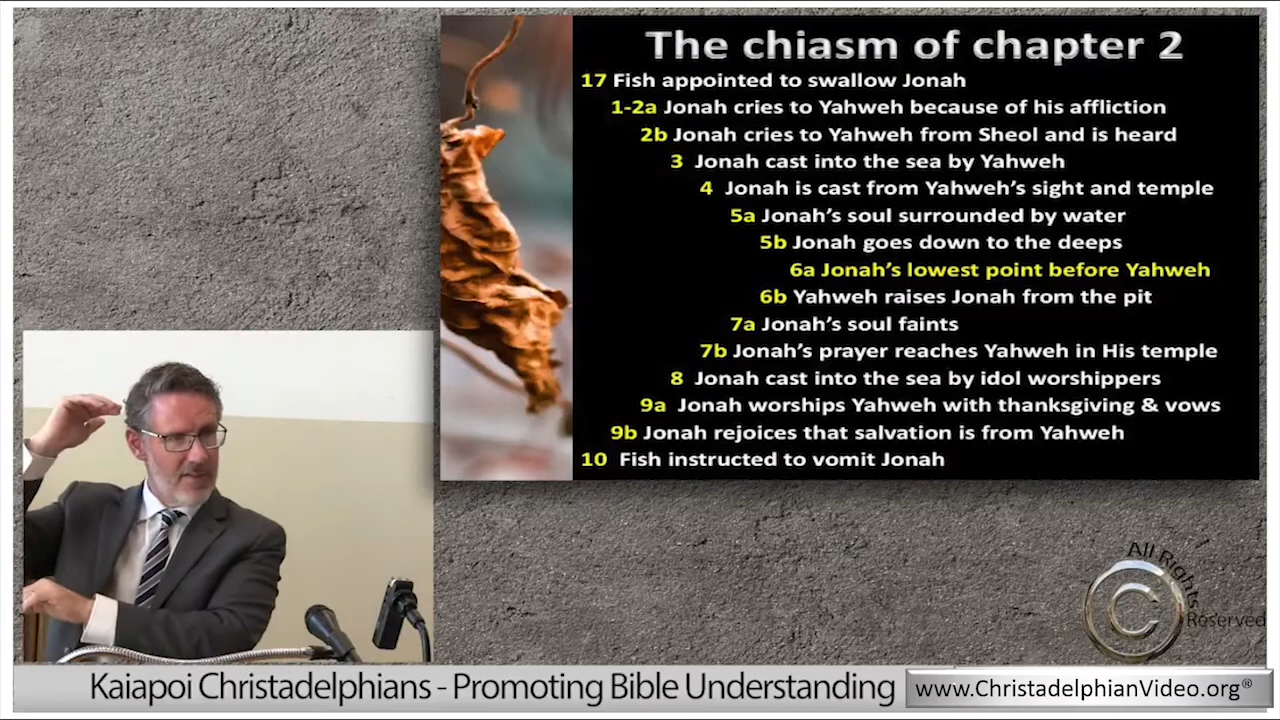 The chiasm of chapter 2
17 Fish appointed to swallow Jonah
1-2a Jonah cries to Yahweh because of his affliction
2b Jonah cries to Yahweh from Sheol and is heard
3 Jonah cast into the sea by Yahweh
4 Jonah is cast from Yahweh's sight and temple
5a Jonah's soul surrounded by water
5b Jonah goes down to the deeps
6a Jonah's lowest point before Yahweh
6b Yahweh raises Jonah from the pit
7a Jonah's soul faints
7b Jonah's prayer reaches Yahweh in His temple
8 Jonah cast into the sea by idol worshippers
9a Jonah worships Yahweh with thanksgiving & vows
9b Jonah rejoices that salvation is from Yahweh
10 Fish instructed to vomit Jonah
All Rights
C
Reserved
Kaiapoi Christadelphians - Promoting Bible Understanding
www.ChristadelphianVideo.org®